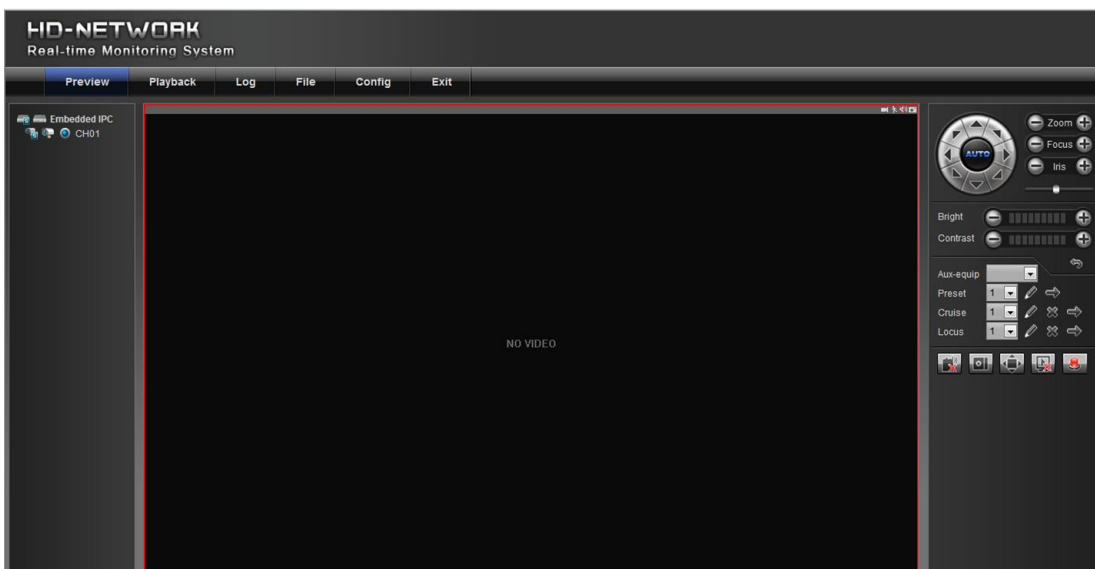 HD-NETWORK
Real-time Monitoring System
Preview Playback Log File Config Exit
Embedded IPC
CH01
NO VIDEO
AUTO
Zoom
Focus
Iris
Bright
Contrast
Aux-equip
Preset 1
Cruise 1
Locus 1